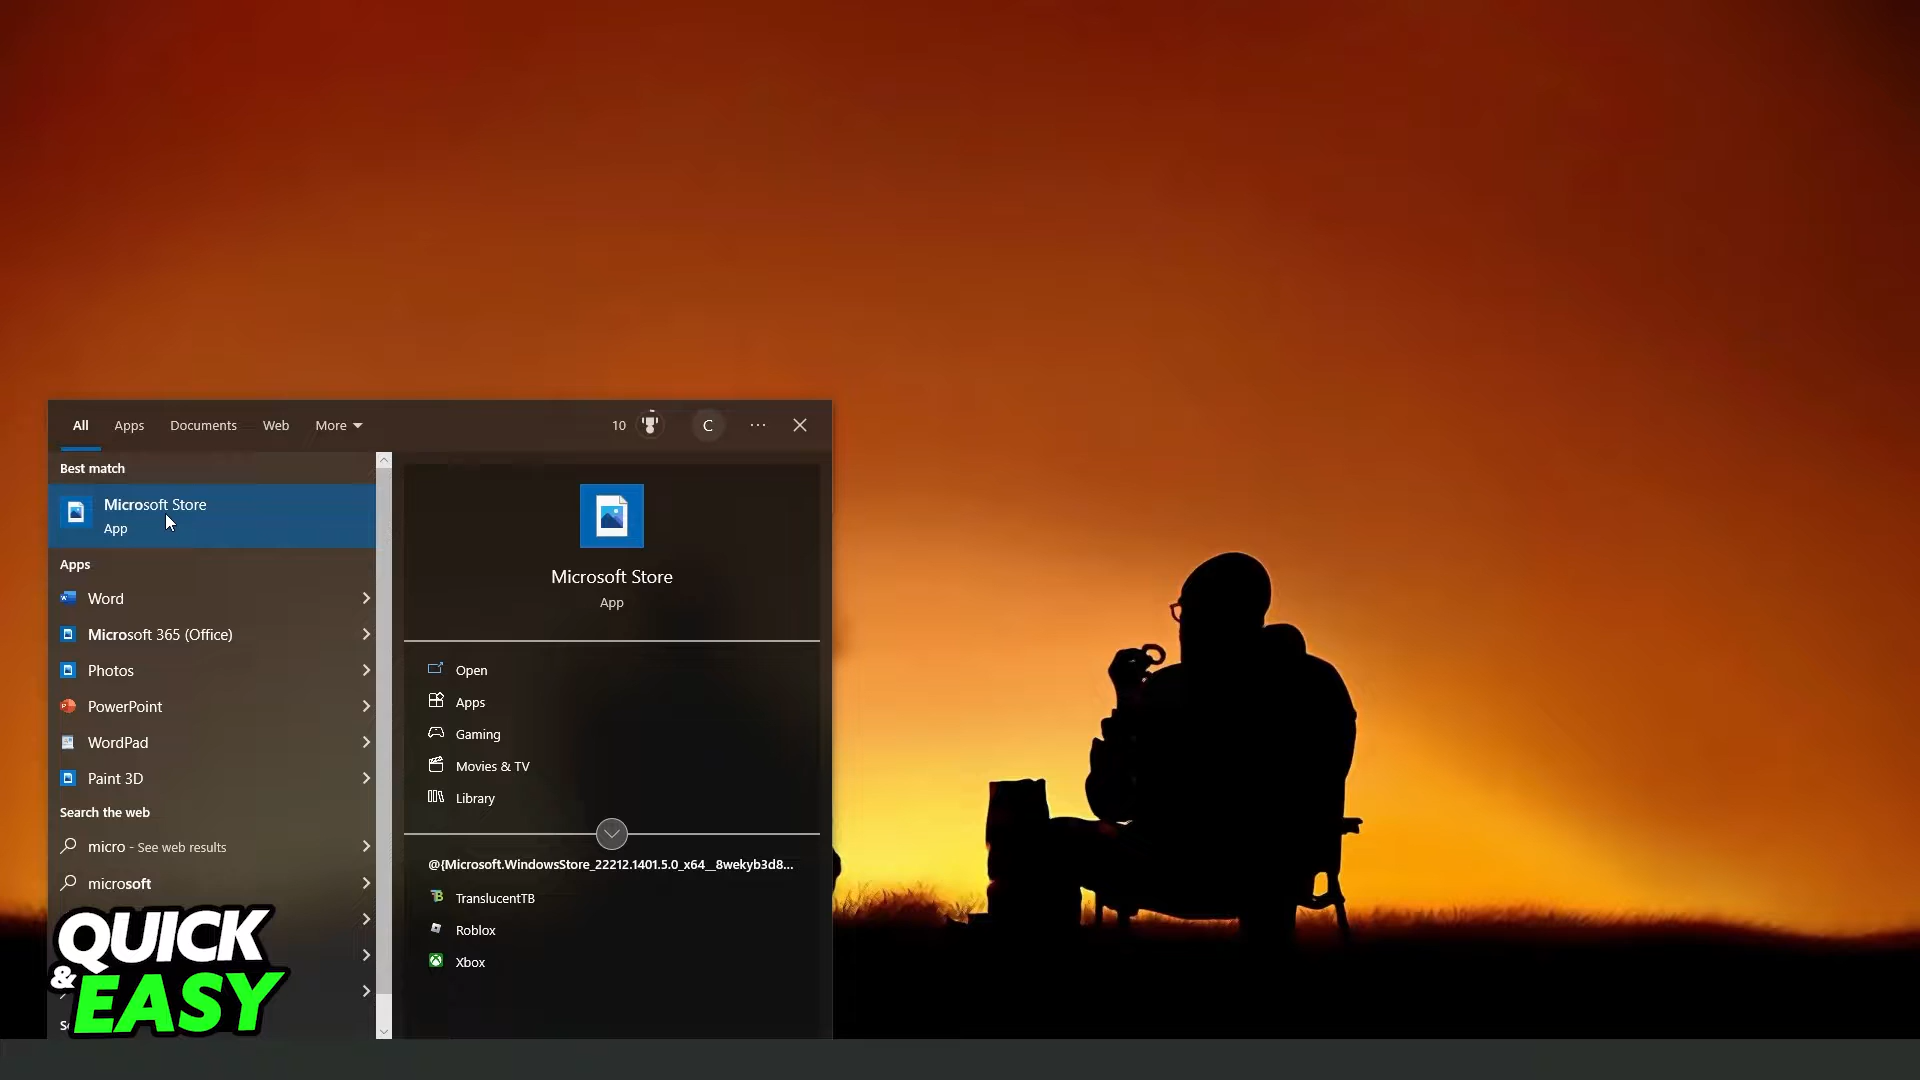 All Apps Documents Web More 10 C
Best match
Microsoft Store
App
Apps
Word
Microsoft 365 (Office)
Photos
PowerPoint
WordPad
Paint 3D
Search the web
micro - See web results
microsoft
QUICK
& EASY
Microsoft Store
App
Open
Apps
Gaming
Movies & TV
Library
@{Microsoft.WindowsStore_22212.1401.5.0_x64__8wekyb3d8...
TranslucentTB
Roblox
Xbox